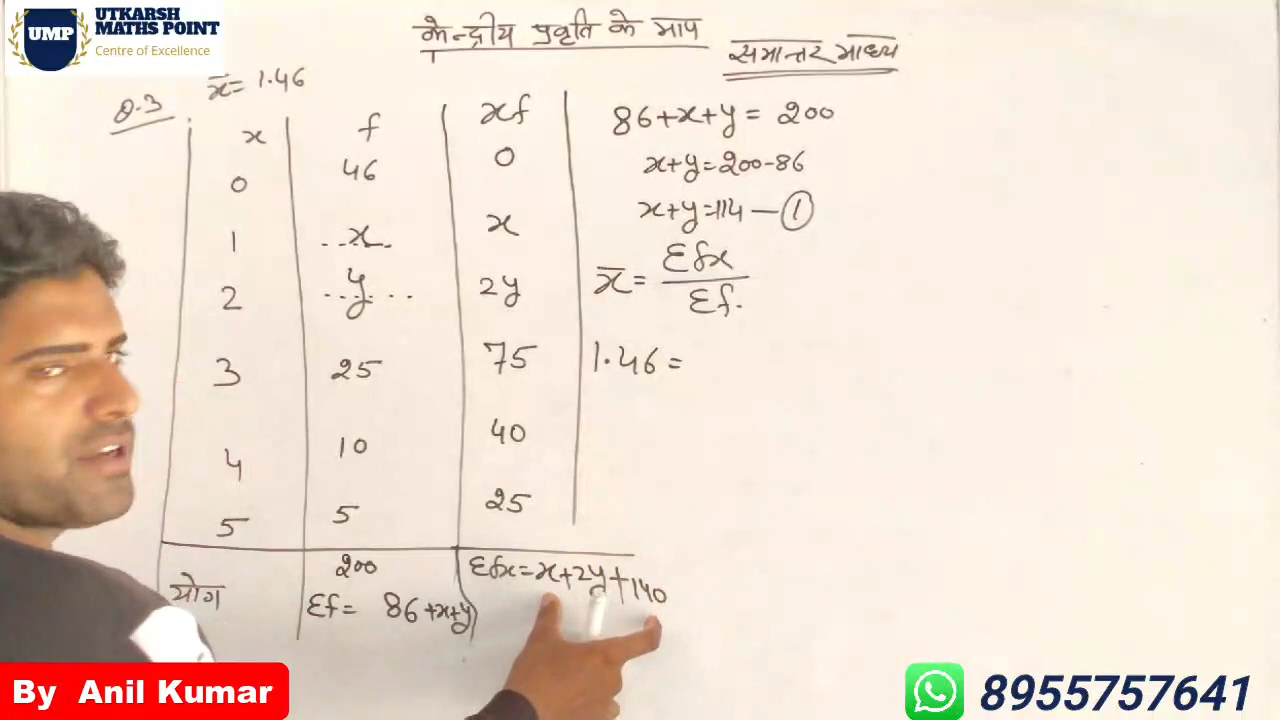 UTKARSH
MATHS POINT
UMP
Centre of Excellence
केन्द्रीय प्रवृति के माप
समान्तर माध्य
Q.3 x̄ = 1.46
x f xf
0 46 0
1 x x
2 y 2y
3 25 75
4 10 40
5 5 25
योग 200 Σfx = x+2y+140
Σf = 86+x+y
86+x+y = 200
x+y = 200-86
x+y = 114 — ①
x̄ = Σfx / Σf.
1.46 =
By Anil Kumar
8955757641